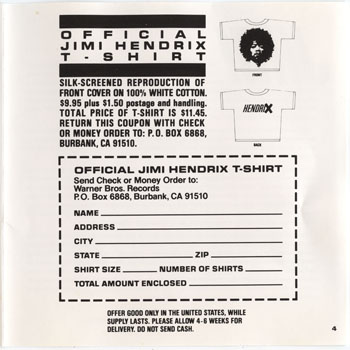 OFFICIAL
JIMI HENDRIX
T-SHIRT
SILK-SCREENED REPRODUCTION OF
FRONT COVER ON 100% WHITE COTTON.
$9.95 plus $1.50 postage and handling.
TOTAL PRICE OF T-SHIRT IS $11.45.
RETURN THIS COUPON WITH CHECK
OR MONEY ORDER TO: P.O. BOX 6868,
BURBANK, CA 91510.
FRONT
HENDRIX
BACK
OFFICIAL JIMI HENDRIX T-SHIRT
Send Check or Money Order to:
Warner Bros. Records
P.O. Box 6868, Burbank, CA 91510
NAME
ADDRESS
CITY
STATE ZIP
SHIRT SIZE NUMBER OF SHIRTS
TOTAL AMOUNT ENCLOSED
OFFER GOOD ONLY IN THE UNITED STATES, WHILE
SUPPLY LASTS. PLEASE ALLOW 4-6 WEEKS FOR
DELIVERY. DO NOT SEND CASH.
4